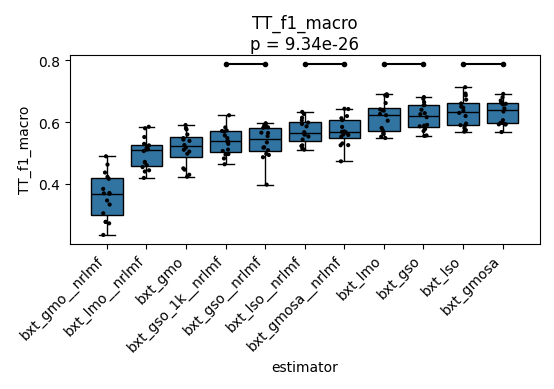 TT_f1_macro
p = 9.34e-26
TT_f1_macro
0.8
0.6
0.4
bxt_gmo__nrlmf
bxt_lmo__nrlmf
bxt_gmo
bxt_gso_1k__nrlmf
bxt_gso__nrlmf
bxt_lso__nrlmf
bxt_gmosa__nrlmf
bxt_lmo
bxt_gso
bxt_lso
bxt_gmosa
estimator